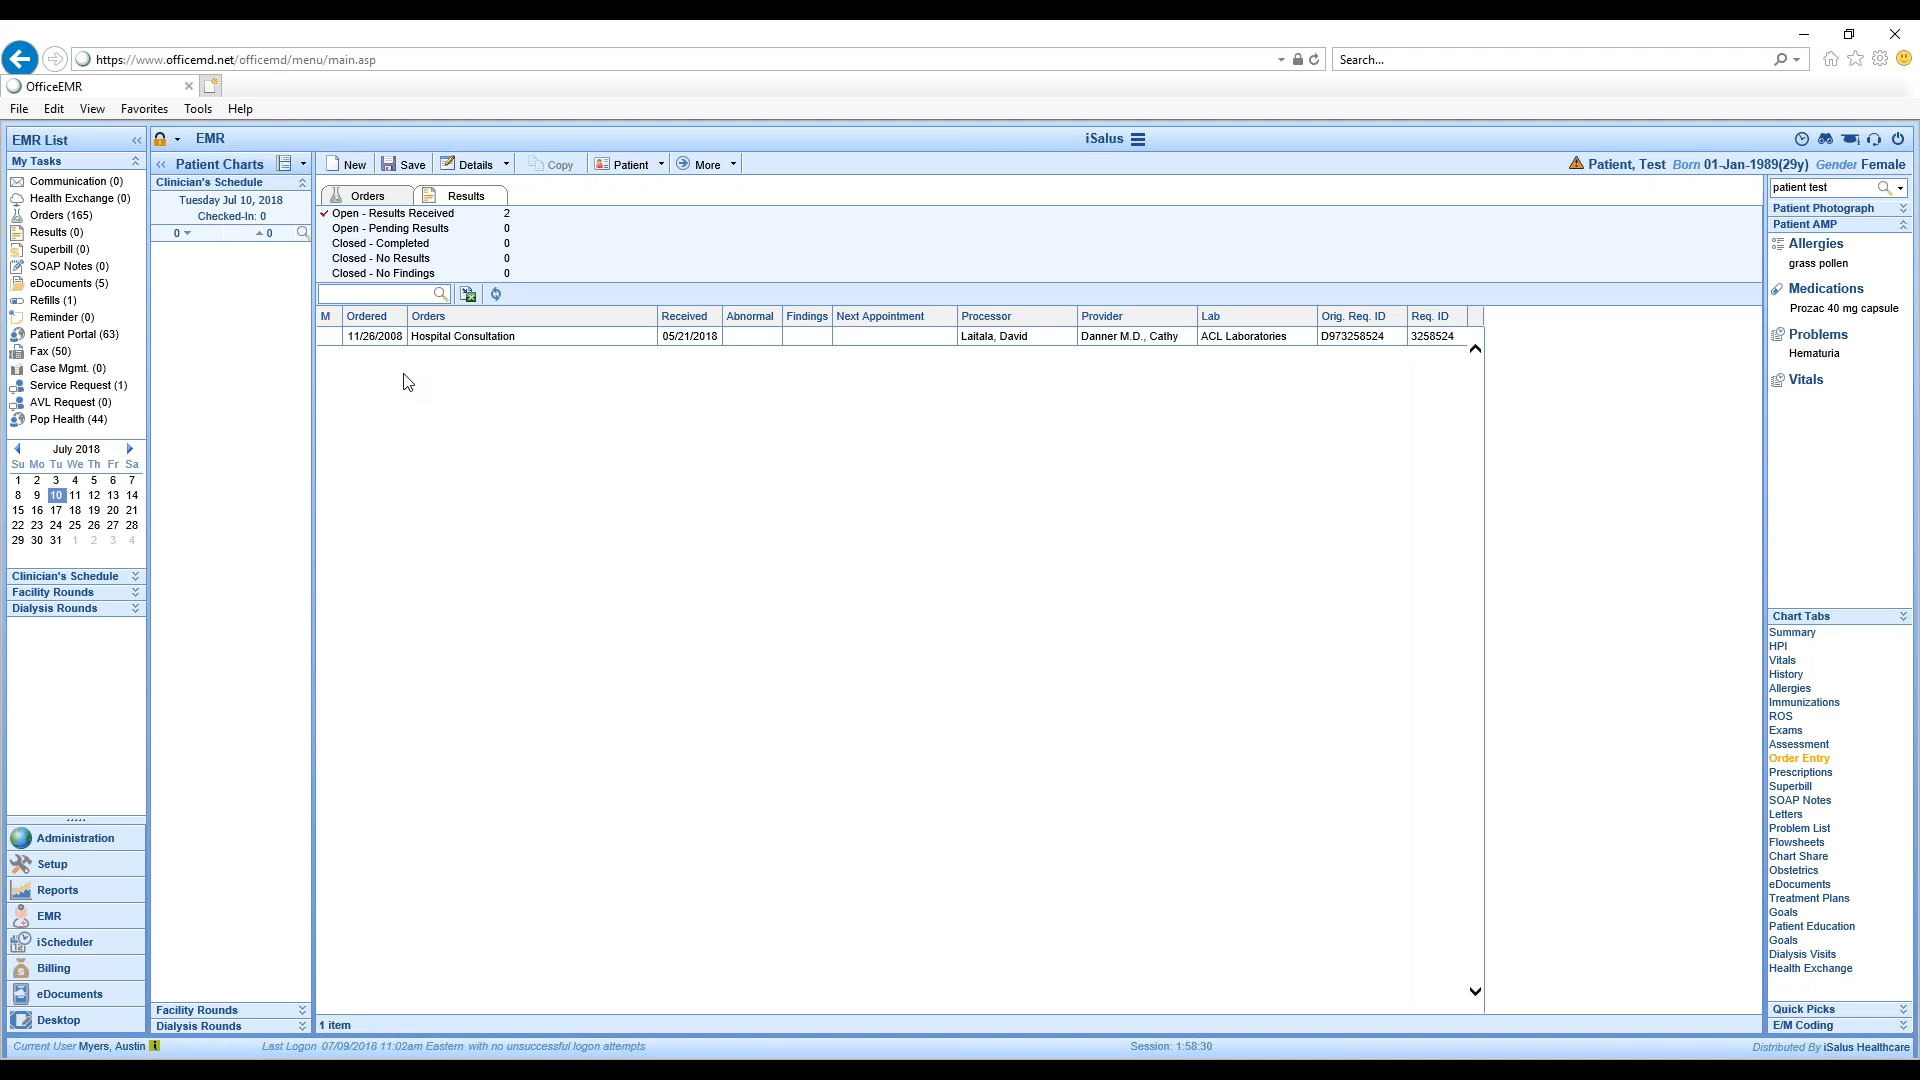 https://www.officemd.net/officemd/menu/main.asp
Search...
OfficeEMR
File Edit View Favorites Tools Help
EMR List
EMR
iSalus
My Tasks
Patient Charts
New Save Details Copy Patient More
Patient, Test Born 01-Jan-1989(29y) Gender Female
Communication (0)
Health Exchange (0)
Orders (165)
Results (0)
Superbill (0)
SOAP Notes (0)
eDocuments (5)
Refills (1)
Reminder (0)
Patient Portal (63)
Fax (50)
Case Mgmt. (0)
Service Request (1)
AVL Request (0)
Pop Health (44)
July 2018
Su Mo Tu We Th Fr Sa
1 2 3 4 5 6 7
8 9 10 11 12 13 14
15 16 17 18 19 20 21
22 23 24 25 26 27 28
29 30 31 1 2 3 4
Clinician's Schedule
Facility Rounds
Dialysis Rounds
Administration
Setup
Reports
EMR
iScheduler
Billing
eDocuments
Desktop
Clinician's Schedule
Tuesday Jul 10, 2018
Checked-In: 0
0 0
Facility Rounds
Dialysis Rounds
Orders Results
Open - Results Received 2
Open - Pending Results 0
Closed - Completed 0
Closed - No Results 0
Closed - No Findings 0
M Ordered Orders Received Abnormal Findings Next Appointment Processor Provider Lab Orig. Req. ID Req. ID
11/26/2008 Hospital Consultation 05/21/2018 Laitala, David Danner M.D., Cathy ACL Laboratories D973258524 3258524
1 item
patient test
Patient Photograph
Patient AMP
Allergies
grass pollen
Medications
Prozac 40 mg capsule
Problems
Hematuria
Vitals
Chart Tabs
Summary
HPI
Vitals
History
Allergies
Immunizations
ROS
Exams
Assessment
Order Entry
Prescriptions
Superbill
SOAP Notes
Letters
Problem List
Flowsheets
Chart Share
Obstetrics
eDocuments
Treatment Plans
Goals
Patient Education
Goals
Dialysis Visits
Health Exchange
Quick Picks
E/M Coding
Current User Myers, Austin
Last Logon 07/09/2018 11:02am Eastern with no unsuccessful logon attempts
Session: 1:58:30
Distributed By iSalus Healthcare